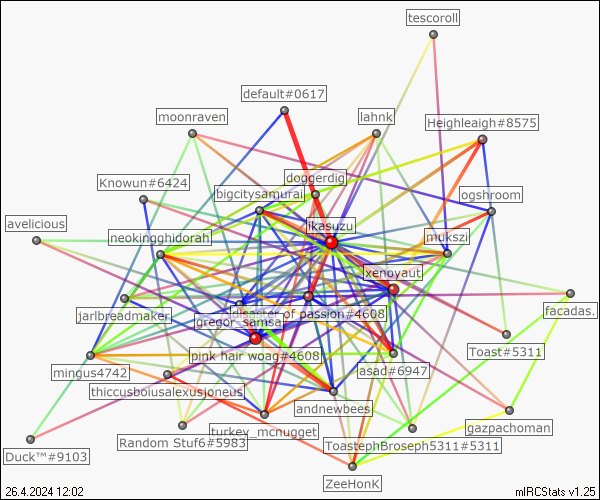 tescoroll
default#0617
moonraven
lahnk
Heighleaigh#8575
doggerdig
Knowun#6424
bigcitysamurai
ogshroom
avelicious
ikasuzu
neokingghidorah
mukszi
xenoyaut
jarlbreadmaker
disaster of passion#4608
facadas.
gregor_samsa
Toast#5311
pink hair woag#4608
mingus4742
asad#6947
thiccusboiusalexusjoneus
andnewbees
gazpachoman
turkey_mcnugget
Random Stuf6#5983
ToastephBroseph5311#5311
Duck™#9103
ZeeHonK
26.4.2024 12:02
mIRCStats v1.25